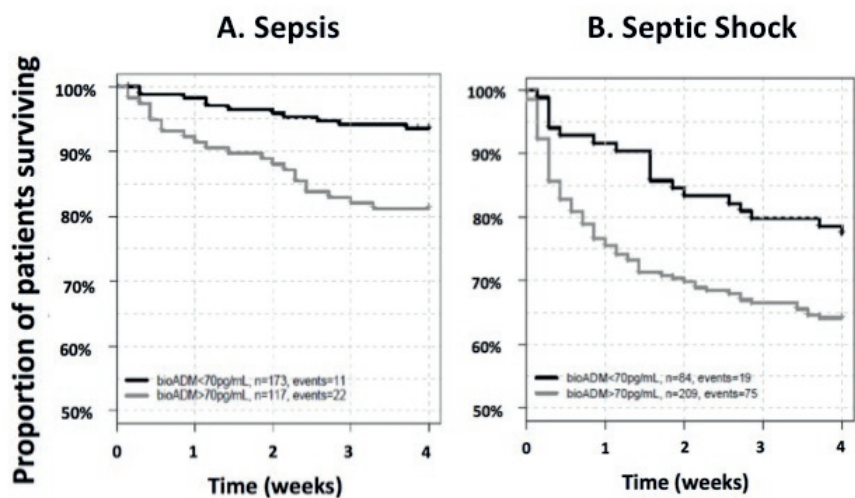 A. Sepsis
B. Septic Shock
Proportion of patients surviving
100%
90%
80%
70%
60%
50%
bioADM<70pg/mL; n=173, events=11
bioADM>70pg/mL; n=117, events=22
0 1 2 3 4
Time (weeks)
100%
90%
80%
70%
60%
50%
bioADM<70pg/mL; n=84, events=19
bioADM>70pg/mL; n=209, events=75
0 1 2 3 4
Time (weeks)